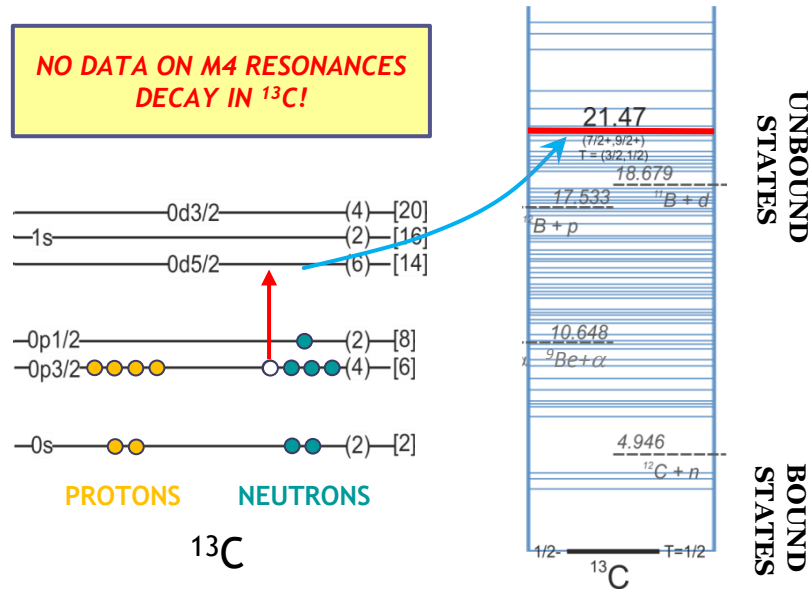 NO DATA ON M4 RESONANCES
DECAY IN ¹³C!
0d3/2 (4) [20]
1s (2) [16]
0d5/2 (6) [14]
0p1/2 (2) [8]
0p3/2 (4) [6]
0s (2) [2]
PROTONS NEUTRONS
¹³C
21.47
(7/2+,9/2+)
T = (3/2,1/2)
18.679
¹¹B + d
17.533
¹²B + p
10.648
⁹Be+α
4.946
¹²C + n
1/2- T=1/2
¹³C
UNBOUND
STATES
BOUND
STATES